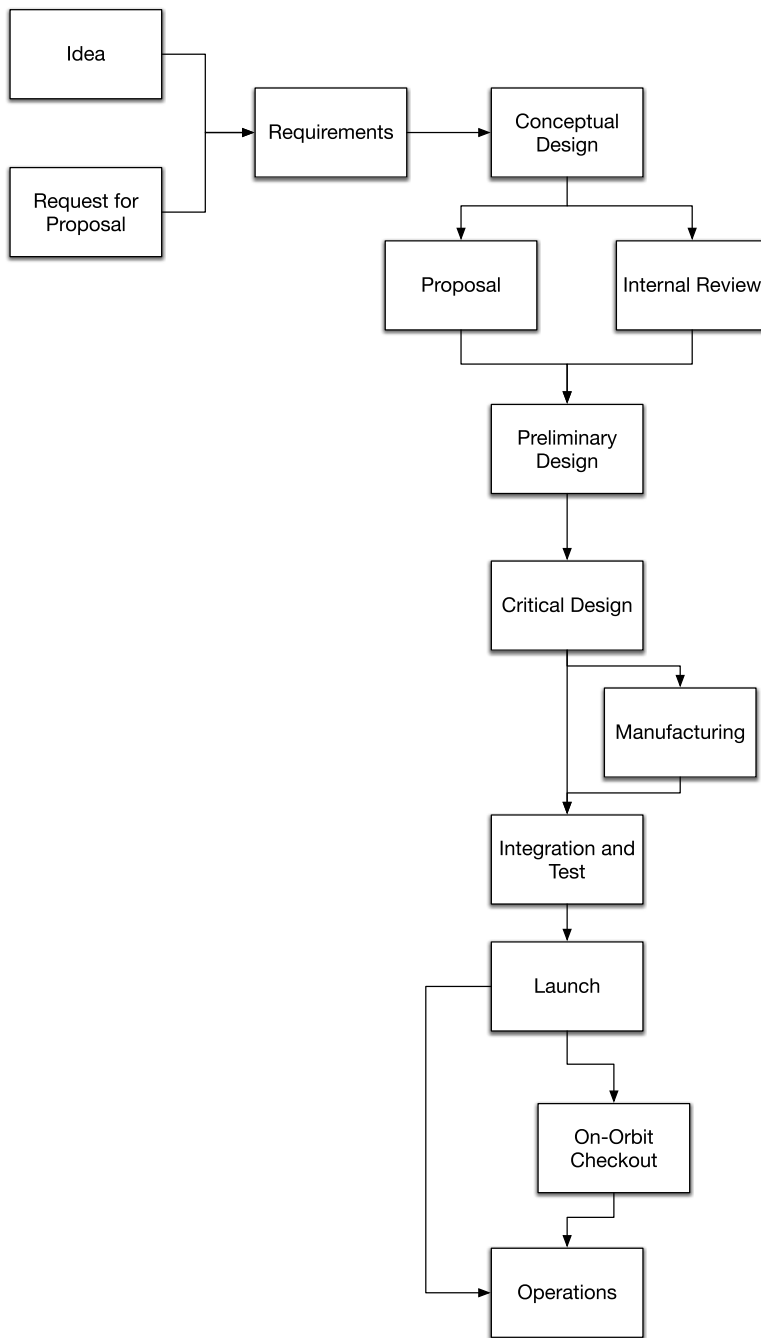 Idea
Requirements
Conceptual
Design
Request for
Proposal
Proposal
Internal Review
Preliminary
Design
Critical Design
Manufacturing
Integration and
Test
Launch
On-Orbit
Checkout
Operations